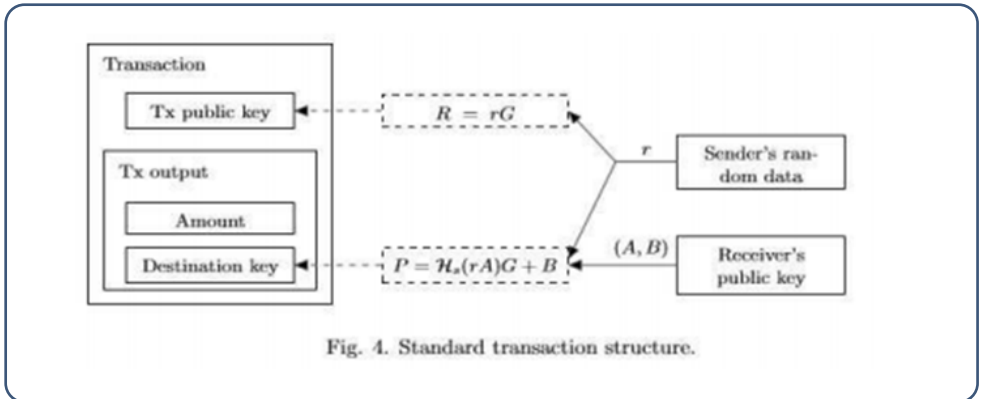 Transaction
Tx public key
R = rG
r
Sender's ran-
dom data
Tx output
Amount
Destination key
P = ℋₛ(rA)G + B
(A, B)
Receiver's
public key
Fig. 4. Standard transaction structure.